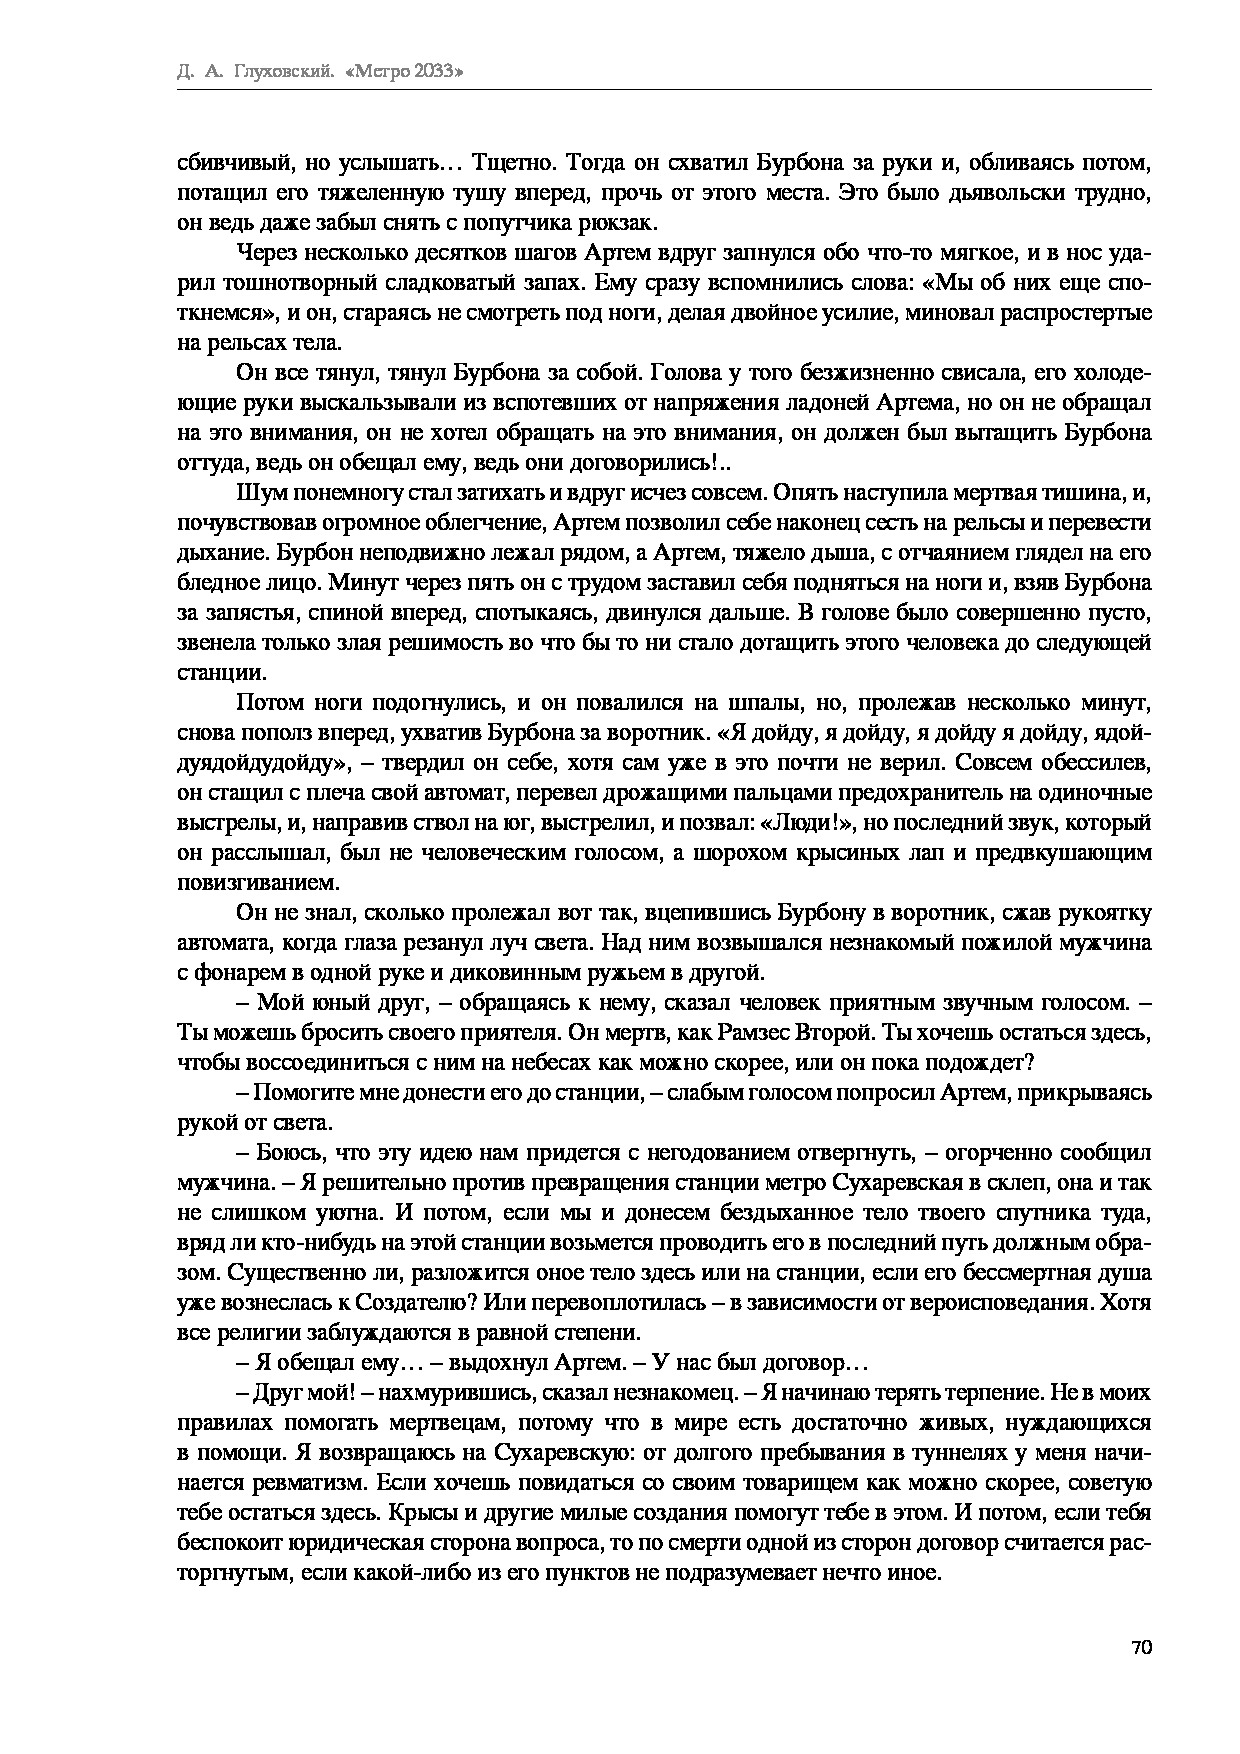 Д. А. Глуховский. «Метро 2033»
сбивчивый, но услышать… Тщетно. Тогда он схватил Бурбона за руки и, обливаясь потом,
потащил его тяжеленную тушу вперед, прочь от этого места. Это было дьявольски трудно,
он ведь даже забыл снять с попутчика рюкзак.
Через несколько десятков шагов Артем вдруг запнулся обо что-то мягкое, и в нос уда-
рил тошнотворный сладковатый запах. Ему сразу вспомнились слова: «Мы об них еще спо-
ткнемся», и он, стараясь не смотреть под ноги, делая двойное усилие, миновал распростертые
на рельсах тела.
Он все тянул, тянул Бурбона за собой. Голова у того безжизненно свисала, его холоде-
ющие руки выскальзывали из вспотевших от напряжения ладоней Артема, но он не обращал
на это внимания, он не хотел обращать на это внимания, он должен был вытащить Бурбона
оттуда, ведь он обещал ему, ведь они договорились!..
Шум понемногу стал затихать и вдруг исчез совсем. Опять наступила мертвая тишина, и,
почувствовав огромное облегчение, Артем позволил себе наконец сесть на рельсы и перевести
дыхание. Бурбон неподвижно лежал рядом, а Артем, тяжело дыша, с отчаянием глядел на его
бледное лицо. Минут через пять он с трудом заставил себя подняться на ноги и, взяв Бурбона
за запястья, спиной вперед, спотыкаясь, двинулся дальше. В голове было совершенно пусто,
звенела только злая решимость во что бы то ни стало дотащить этого человека до следующей
станции.
Потом ноги подогнулись, и он повалился на шпалы, но, пролежав несколько минут,
снова пополз вперед, ухватив Бурбона за воротник. «Я дойду, я дойду, я дойду я дойду, ядой-
дуядойдудойду», – твердил он себе, хотя сам уже в это почти не верил. Совсем обессилев,
он стащил с плеча свой автомат, перевел дрожащими пальцами предохранитель на одиночные
выстрелы, и, направив ствол на юг, выстрелил, и позвал: «Люди!», но последний звук, который
он расслышал, был не человеческим голосом, а шорохом крысиных лап и предвкушающим
повизгиванием.
Он не знал, сколько пролежал вот так, вцепившись Бурбону в воротник, сжав рукоятку
автомата, когда глаза резанул луч света. Над ним возвышался незнакомый пожилой мужчина
с фонарем в одной руке и диковинным ружьем в другой.
– Мой юный друг, – обращаясь к нему, сказал человек приятным звучным голосом. –
Ты можешь бросить своего приятеля. Он мертв, как Рамзес Второй. Ты хочешь остаться здесь,
чтобы воссоединиться с ним на небесах как можно скорее, или он пока подождет?
– Помогите мне донести его до станции, – слабым голосом попросил Артем, прикрываясь
рукой от света.
– Боюсь, что эту идею нам придется с негодованием отвергнуть, – огорченно сообщил
мужчина. – Я решительно против превращения станции метро Сухаревская в склеп, она и так
не слишком уютна. И потом, если мы и донесем бездыханное тело твоего спутника туда,
вряд ли кто-нибудь на этой станции возьмется проводить его в последний путь должным обра-
зом. Существенно ли, разложится оное тело здесь или на станции, если его бессмертная душа
уже вознеслась к Создателю? Или перевоплотилась – в зависимости от вероисповедания. Хотя
все религии заблуждаются в равной степени.
– Я обещал ему… – выдохнул Артем. – У нас был договор…
– Друг мой! – нахмурившись, сказал незнакомец. – Я начинаю терять терпение. Не в моих
правилах помогать мертвецам, потому что в мире есть достаточно живых, нуждающихся
в помощи. Я возвращаюсь на Сухаревскую: от долгого пребывания в туннелях у меня начи-
нается ревматизм. Если хочешь повидаться со своим товарищем как можно скорее, советую
тебе остаться здесь. Крысы и другие милые создания помогут тебе в этом. И потом, если тебя
беспокоит юридическая сторона вопроса, то по смерти одной из сторон договор считается рас-
торгнутым, если какой-либо из его пунктов не подразумевает нечто иное.
70